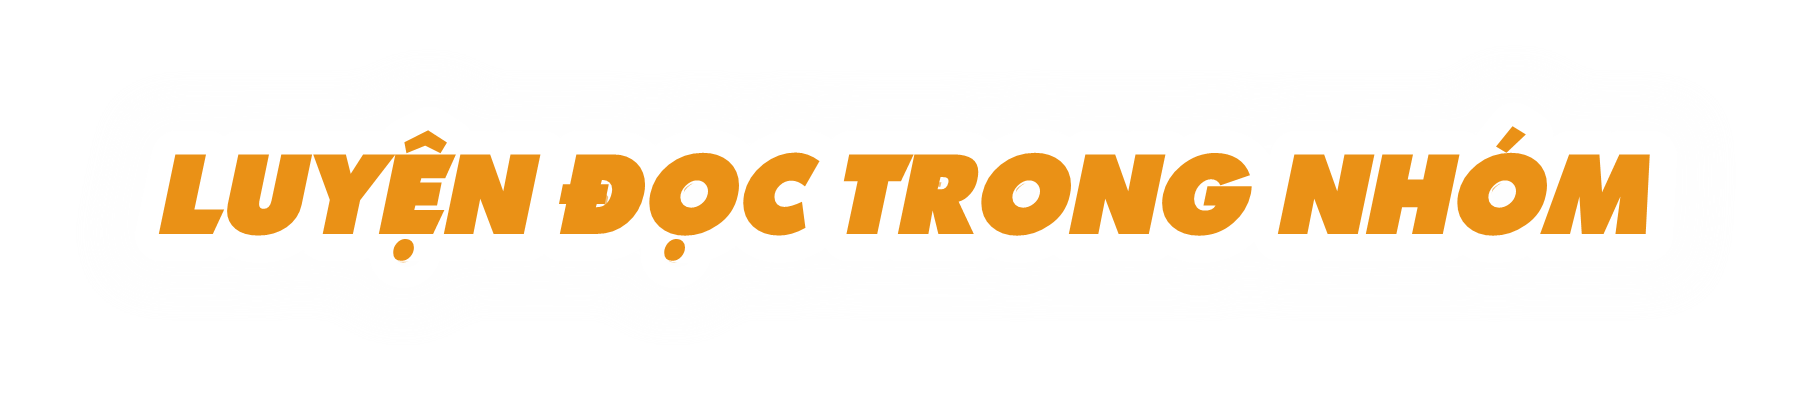 LUYỆN ĐỌC TRONG NHÓM